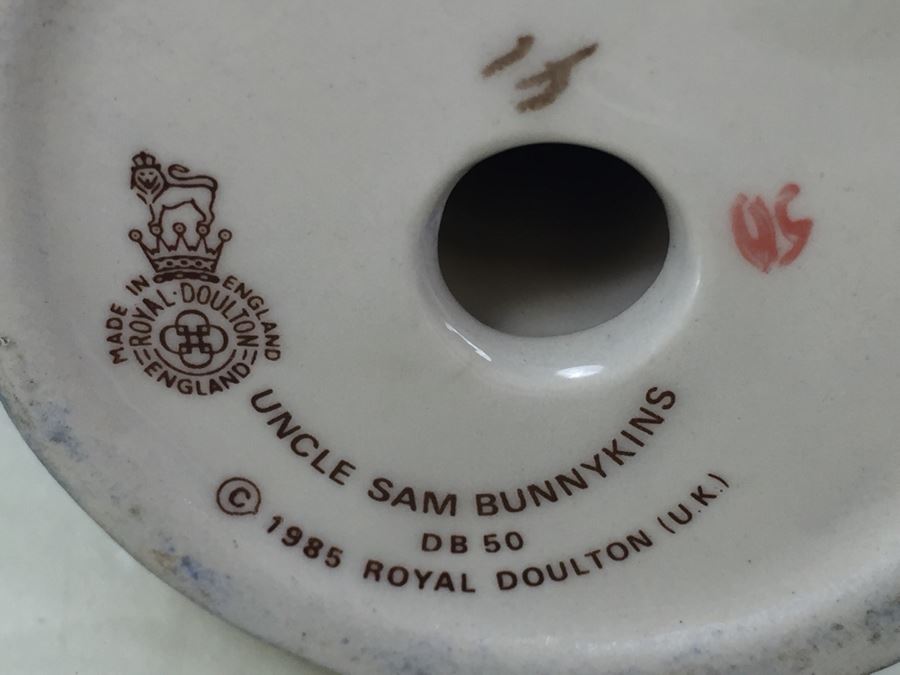 MADE IN ENGLAND
ROYAL·DOULTON
ENGLAND
UNCLE SAM BUNNYKINS
DB 50
© 1985 ROYAL DOULTON (U.K.)